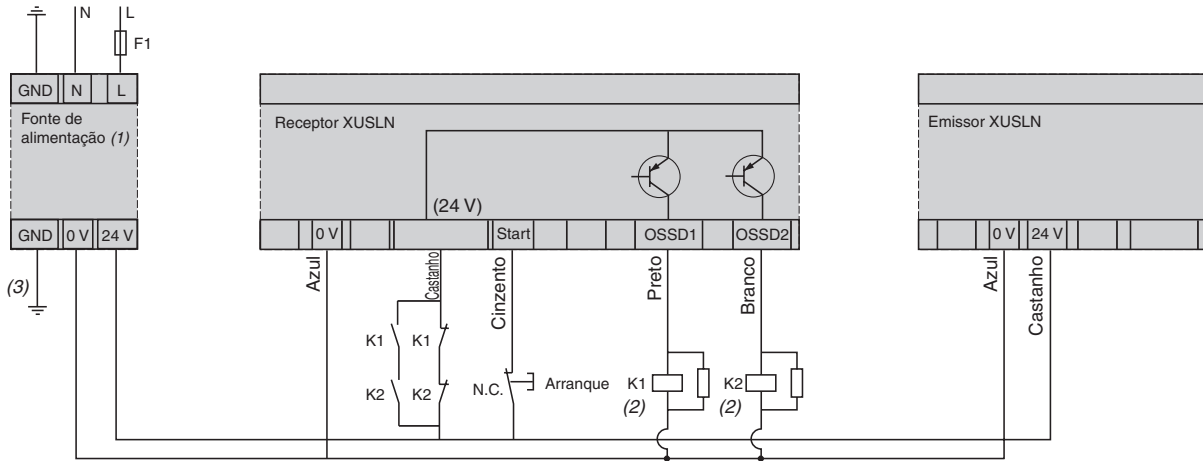 N
L
F1
GND
N
L
Fonte de
alimentação (1)
GND
0 V
24 V
(3)
Receptor XUSLN
(24 V)
0 V
Start
OSSD1
OSSD2
Azul
Castanho
Cinzento
Preto
Branco
K1
K1
K2
K2
N.C.
Arranque
K1
(2)
K2
(2)
Emissor XUSLN
0 V
24 V
Azul
Castanho